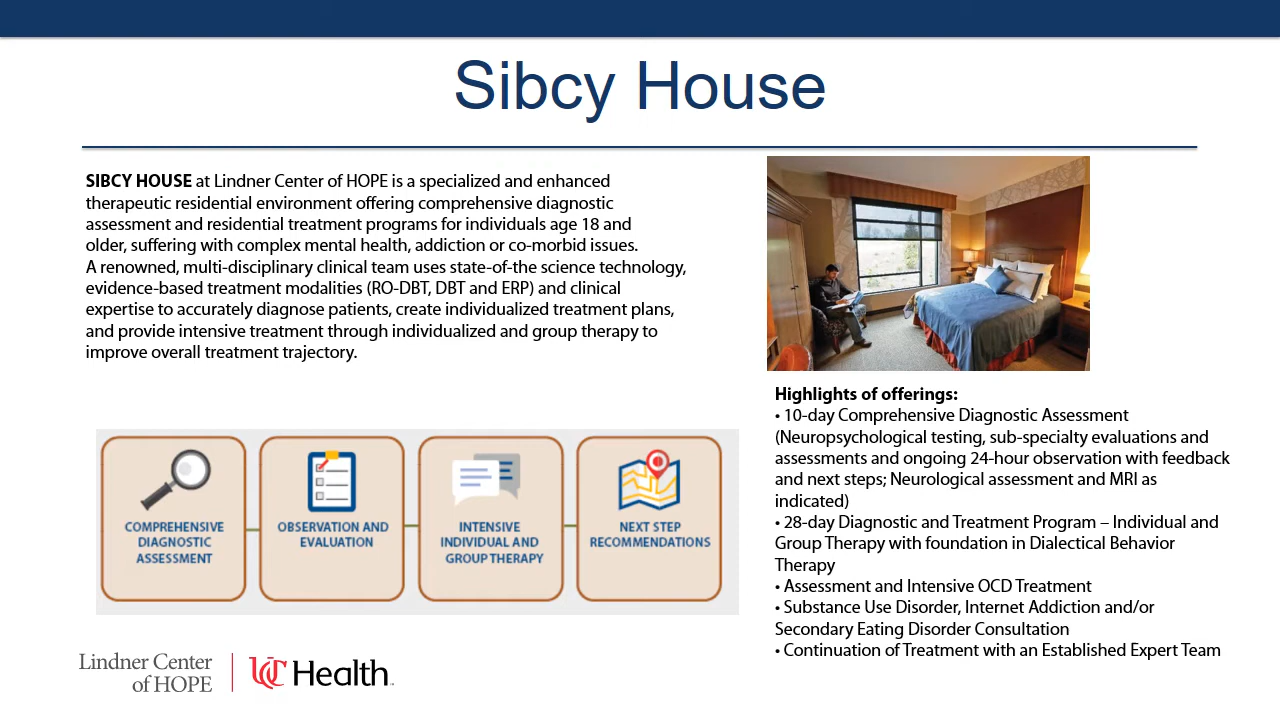 Sibcy House
SIBCY HOUSE at Lindner Center of HOPE is a specialized and enhanced
therapeutic residential environment offering comprehensive diagnostic
assessment and residential treatment programs for individuals age 18 and
older, suffering with complex mental health, addiction or co-morbid issues.
A renowned, multi-disciplinary clinical team uses state-of-the science technology,
evidence-based treatment modalities (RO-DBT, DBT and ERP) and clinical
expertise to accurately diagnose patients, create individualized treatment plans,
and provide intensive treatment through individualized and group therapy to
improve overall treatment trajectory.
COMPREHENSIVE
DIAGNOSTIC
ASSESSMENT
OBSERVATION AND
EVALUATION
INTENSIVE
INDIVIDUAL AND
GROUP THERAPY
NEXT STEP
RECOMMENDATIONS
Highlights of offerings:
• 10-day Comprehensive Diagnostic Assessment
(Neuropsychological testing, sub-specialty evaluations and
assessments and ongoing 24-hour observation with feedback
and next steps; Neurological assessment and MRI as
indicated)
• 28-day Diagnostic and Treatment Program – Individual and
Group Therapy with foundation in Dialectical Behavior
Therapy
• Assessment and Intensive OCD Treatment
• Substance Use Disorder, Internet Addiction and/or
Secondary Eating Disorder Consultation
• Continuation of Treatment with an Established Expert Team
Lindner Center
of HOPE
UC Health